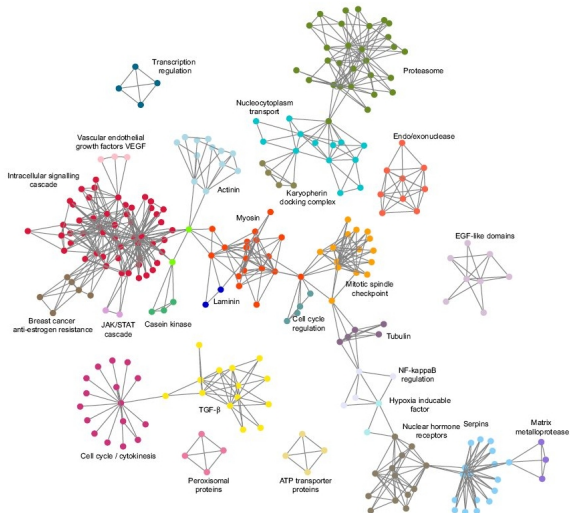 Transcription
regulation
Proteasome
Nucleocytoplasm
transport
Vascular endothelial
growth factors VEGF
Endo/exonuclease
Intracellular signalling
cascade
Actinin
Karyopherin
docking complex
Myosin
EGF-like domains
Mitotic spindle
checkpoint
Laminin
Breast cancer
anti-estrogen resistance
JAK/STAT
cascade
Casein kinase
Cell cycle
regulation
Tubulin
NF-kappaB
regulation
TGF-β
Hypoxia inducable
factor
Nuclear hormone
receptors
Serpins
Matrix
metalloprotease
Cell cycle / cytokinesis
Peroxisomal
proteins
ATP transporter
proteins